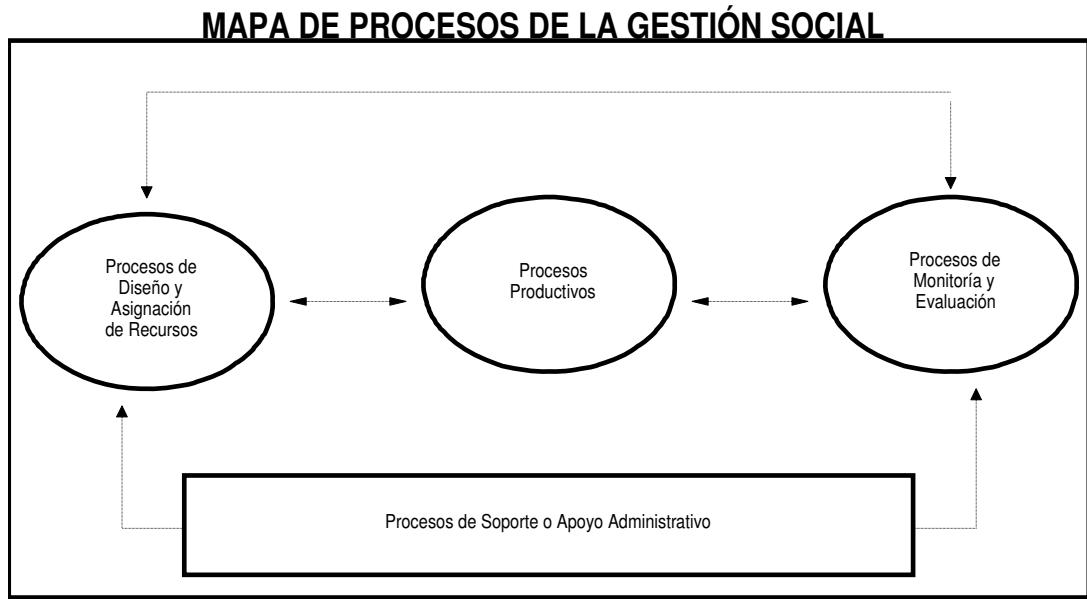 MAPA DE PROCESOS DE LA GESTIÓN SOCIAL
Procesos de
Diseño y
Asignación
de Recursos
Procesos
Productivos
Procesos de
Monitoría y
Evaluación
Procesos de Soporte o Apoyo Administrativo